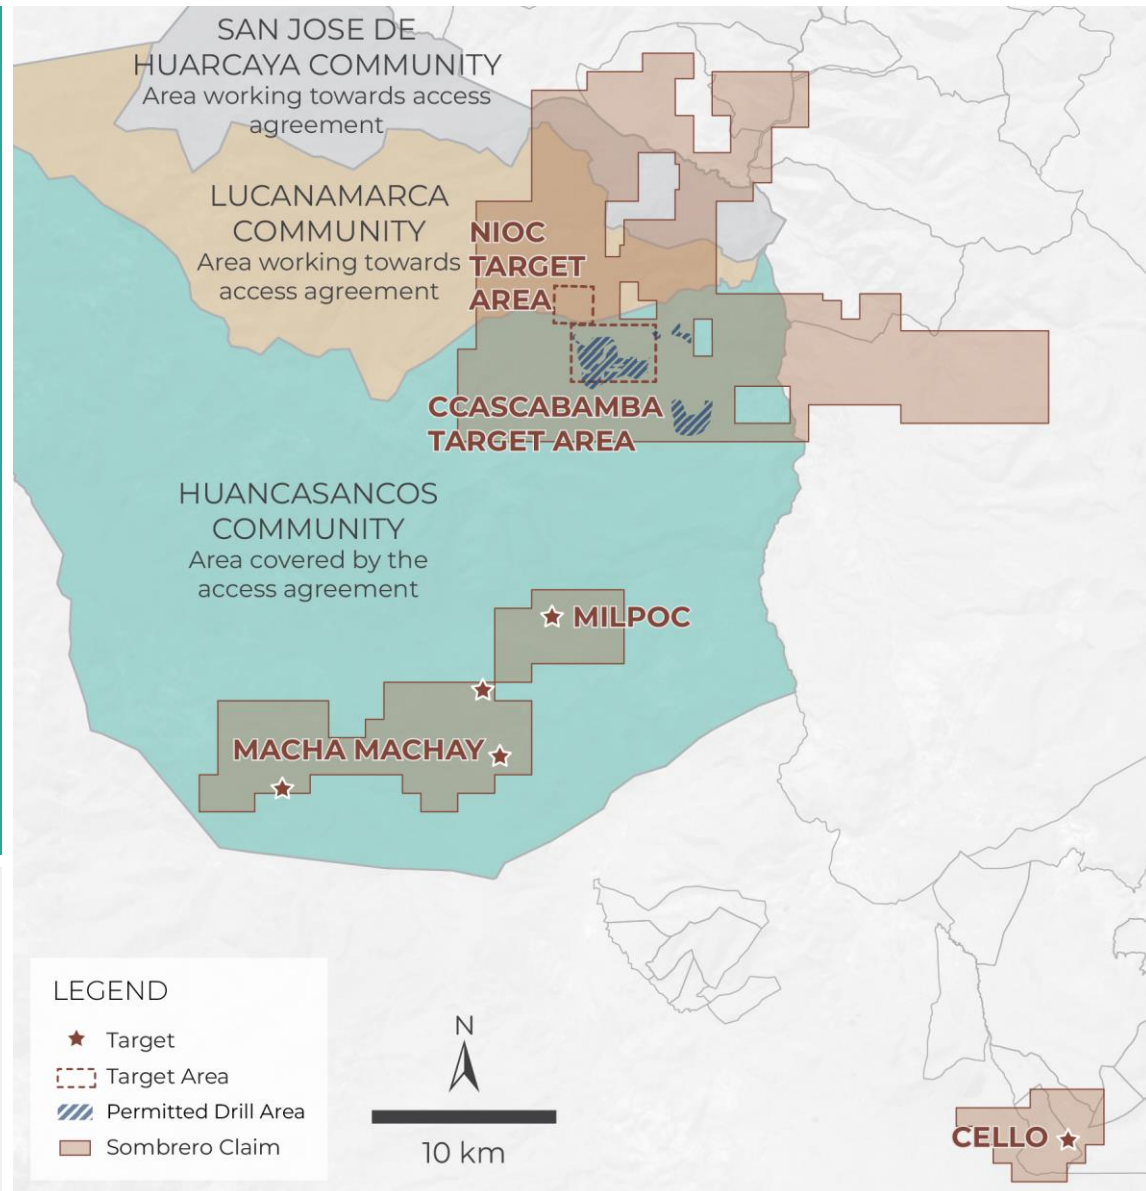 SAN JOSE DE
HUARCAYA COMMUNITY
Area working towards access
agreement
LUCANAMARCA
COMMUNITY
Area working towards
access agreement
NIOC
TARGET
AREA
CCASCABAMBA
TARGET AREA
HUANCASANCOS
COMMUNITY
Area covered by the
access agreement
MILPOC
MACHA MACHAY
LEGEND
Target
Target Area
Permitted Drill Area
Sombrero Claim
N
10 km
CELLO